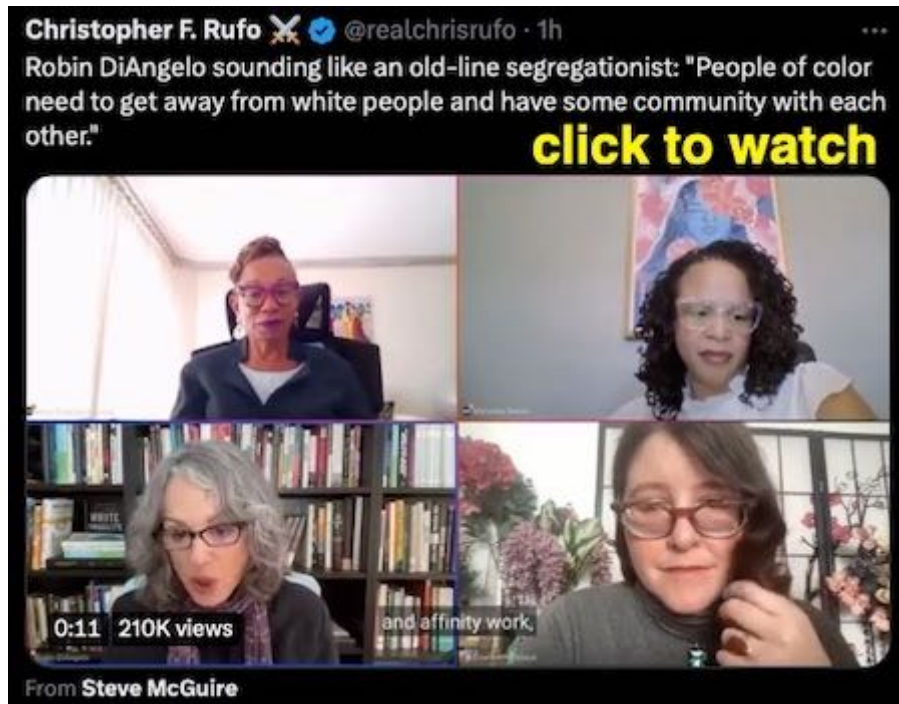 Christopher F. Rufo ⚔️ @realchrisrufo · 1h
Robin DiAngelo sounding like an old-line segregationist: "People of color
need to get away from white people and have some community with each
other."
click to watch
WHITE
0:11 210K views
and affinity work,
From Steve McGuire